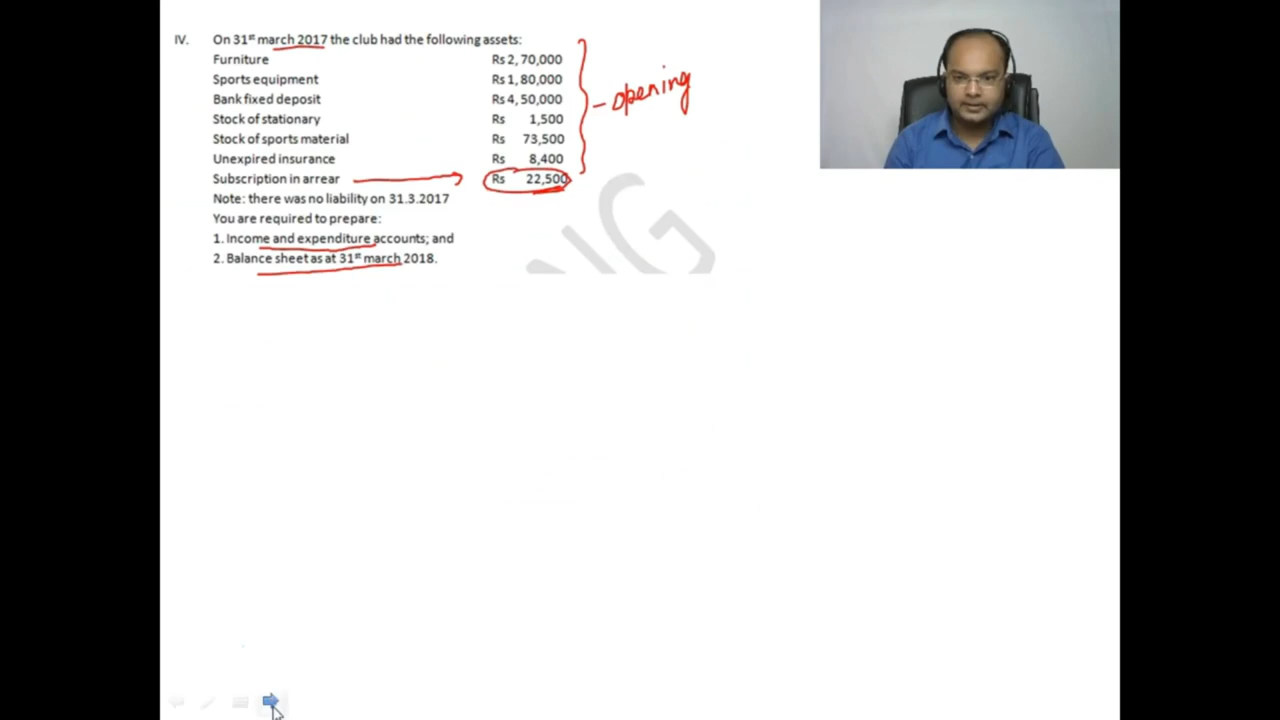 IV. On 31st march 2017 the club had the following assets:
Furniture Rs 2, 70,000
Sports equipment Rs 1, 80,000
Bank fixed deposit Rs 4, 50,000
Stock of stationary Rs 1,500
Stock of sports material Rs 73,500
Unexpired insurance Rs 8,400
Subscription in arrear Rs 22,500
- opening
Note: there was no liability on 31.3.2017
You are required to prepare:
1. Income and expenditure accounts; and
2. Balance sheet as at 31st march 2018.